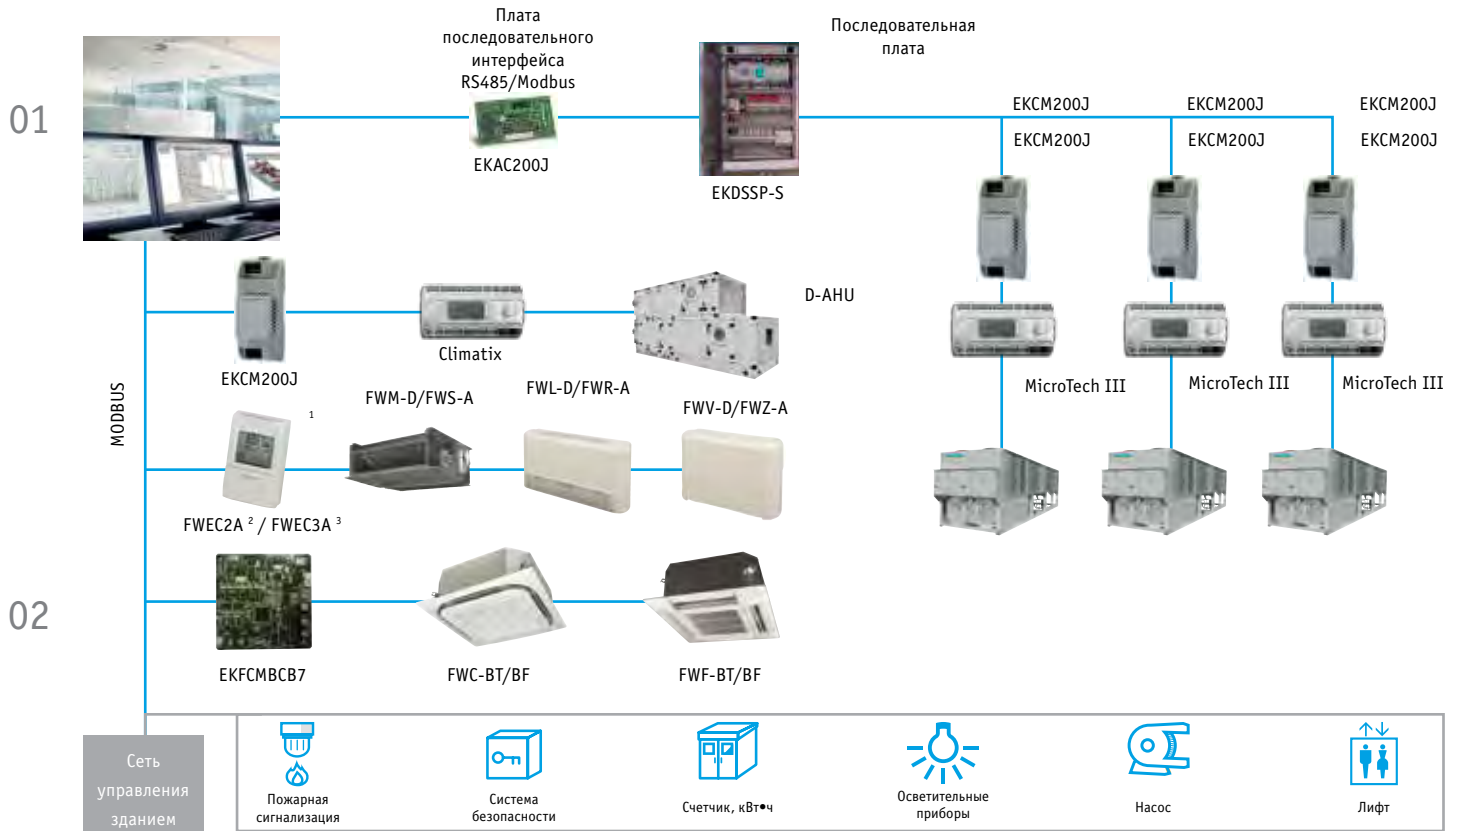 01
Плата
последовательного
интерфейса
RS485/Modbus
EKAC200J
EKDSSP-S
Последовательная
плата
EKCM200J
EKCM200J
EKCM200J
EKCM200J
EKCM200J
EKCM200J
MicroTech III
MicroTech III
MicroTech III
MODBUS
EKCM200J
Climatix
D-AHU
1
FWM-D/FWS-A
FWL-D/FWR-A
FWV-D/FWZ-A
FWEC2A 2 / FWEC3A 3
02
EKFCMBCB7
FWC-BT/BF
FWF-BT/BF
Сеть
управления
зданием
Пожарная
сигнализация
Система
безопасности
Счетчик, кВт•ч
Осветительные
приборы
Насос
Лифт